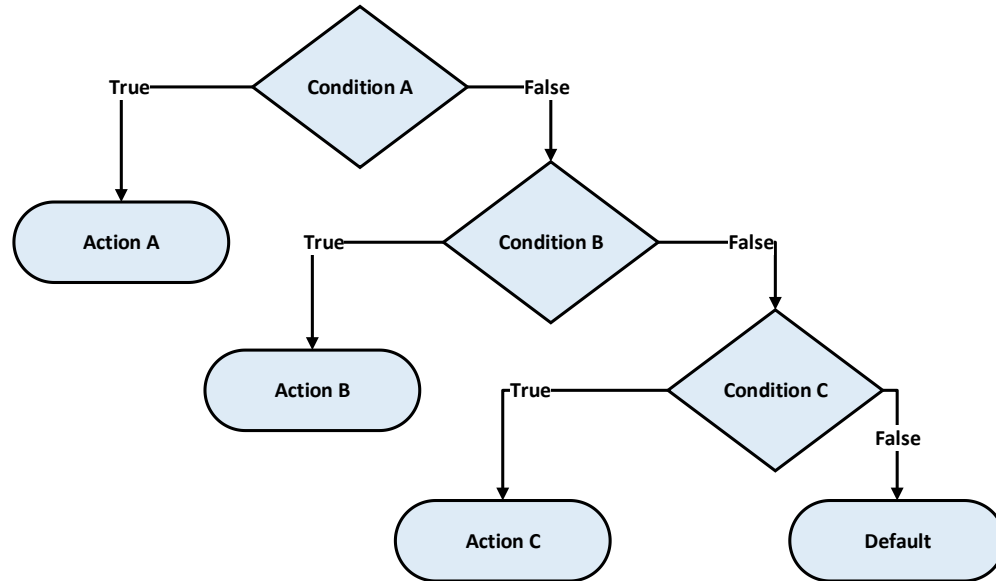 Condition A
True
False
Action A
Condition B
True
False
Action B
Condition C
True
False
Action C
Default